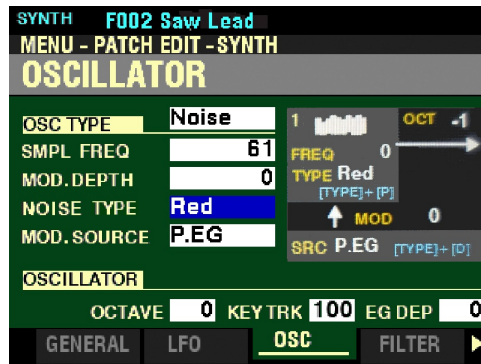 SYNTH F002 Saw Lead
MENU - PATCH EDIT - SYNTH
OSCILLATOR
OSC TYPE Noise
SMPL FREQ 61
MOD.DEPTH 0
NOISE TYPE Red
MOD.SOURCE P.EG
1 OCT -1
FREQ 0
TYPE Red
[TYPE]+[P]
MOD 0
SRC P.EG [TYPE]+[D]
OSCILLATOR
OCTAVE 0 KEY TRK 100 EG DEP 0
GENERAL LFO OSC FILTER